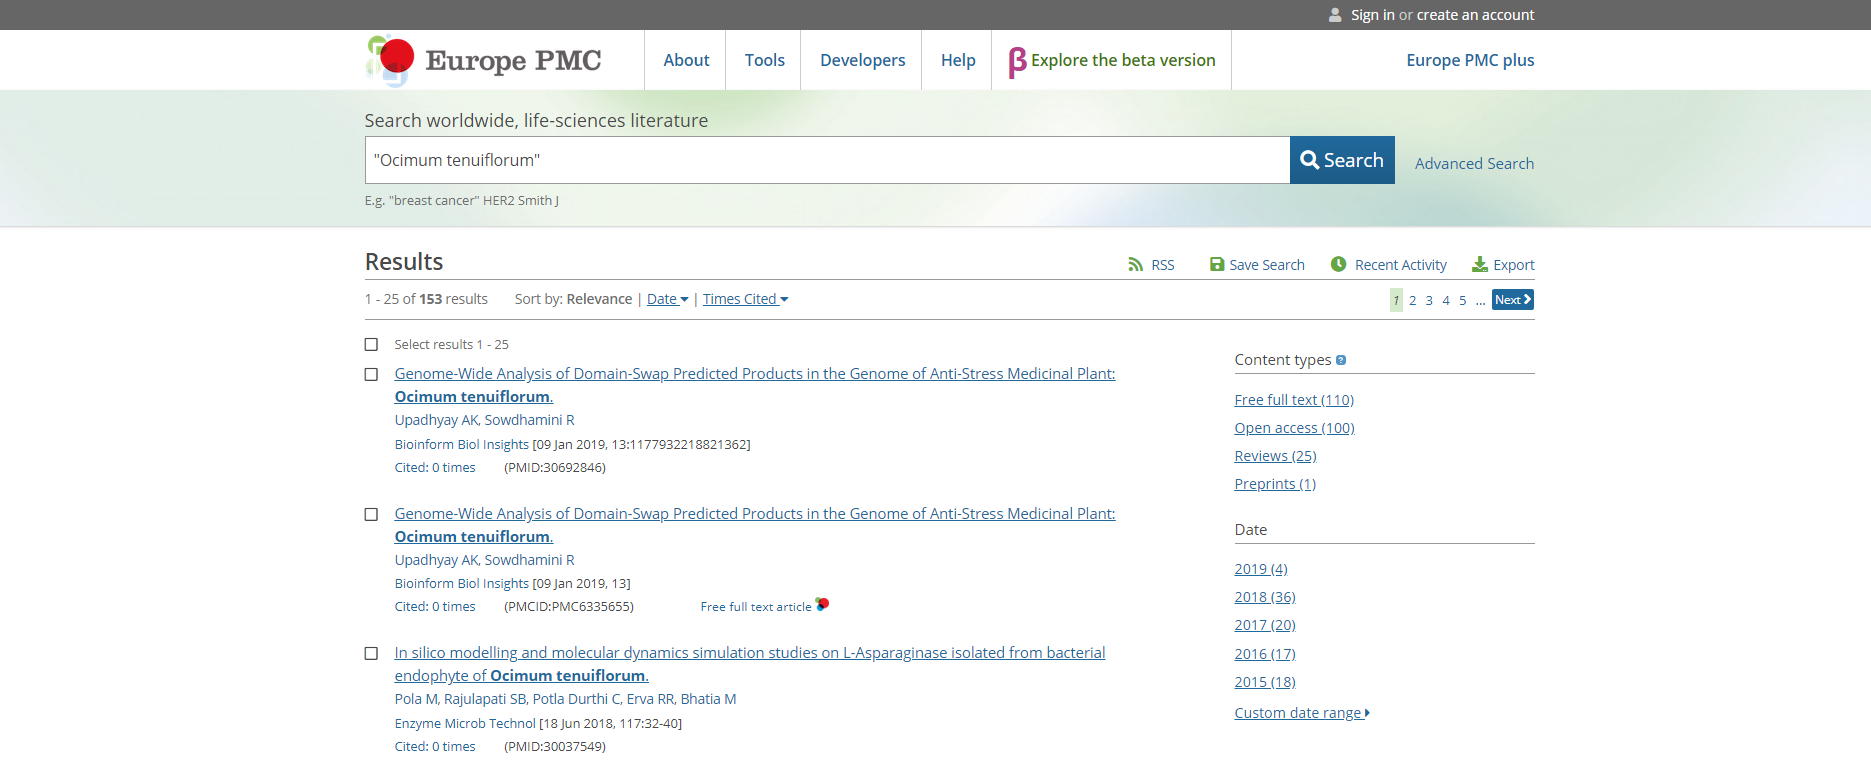 Sign in or create an account
Europe PMC
About
Tools
Developers
Help
β Explore the beta version
Europe PMC plus
Search worldwide, life-sciences literature
"Ocimum tenuiflorum"
Search
Advanced Search
E.g. "breast cancer" HER2 Smith J
Results
RSS
Save Search
Recent Activity
Export
1 - 25 of 153 results
Sort by: Relevance | Date | Times Cited
1 2 3 4 5 ... Next
Select results 1 - 25
Genome-Wide Analysis of Domain-Swap Predicted Products in the Genome of Anti-Stress Medicinal Plant:
Ocimum tenuiflorum.
Upadhyay AK, Sowdhamini R
Bioinform Biol Insights [09 Jan 2019, 13:1177932218821362]
Cited: 0 times (PMID:30692846)
Genome-Wide Analysis of Domain-Swap Predicted Products in the Genome of Anti-Stress Medicinal Plant:
Ocimum tenuiflorum.
Upadhyay AK, Sowdhamini R
Bioinform Biol Insights [09 Jan 2019, 13]
Cited: 0 times (PMCID:PMC6335655) Free full text article
In silico modelling and molecular dynamics simulation studies on L-Asparaginase isolated from bacterial
endophyte of Ocimum tenuiflorum.
Pola M, Rajulapati SB, Potla Durthi C, Erva RR, Bhatia M
Enzyme Microb Technol [18 Jun 2018, 117:32-40]
Cited: 0 times (PMID:30037549)
Content types ?
Free full text (110)
Open access (100)
Reviews (25)
Preprints (1)
Date
2019 (4)
2018 (36)
2017 (20)
2016 (17)
2015 (18)
Custom date range